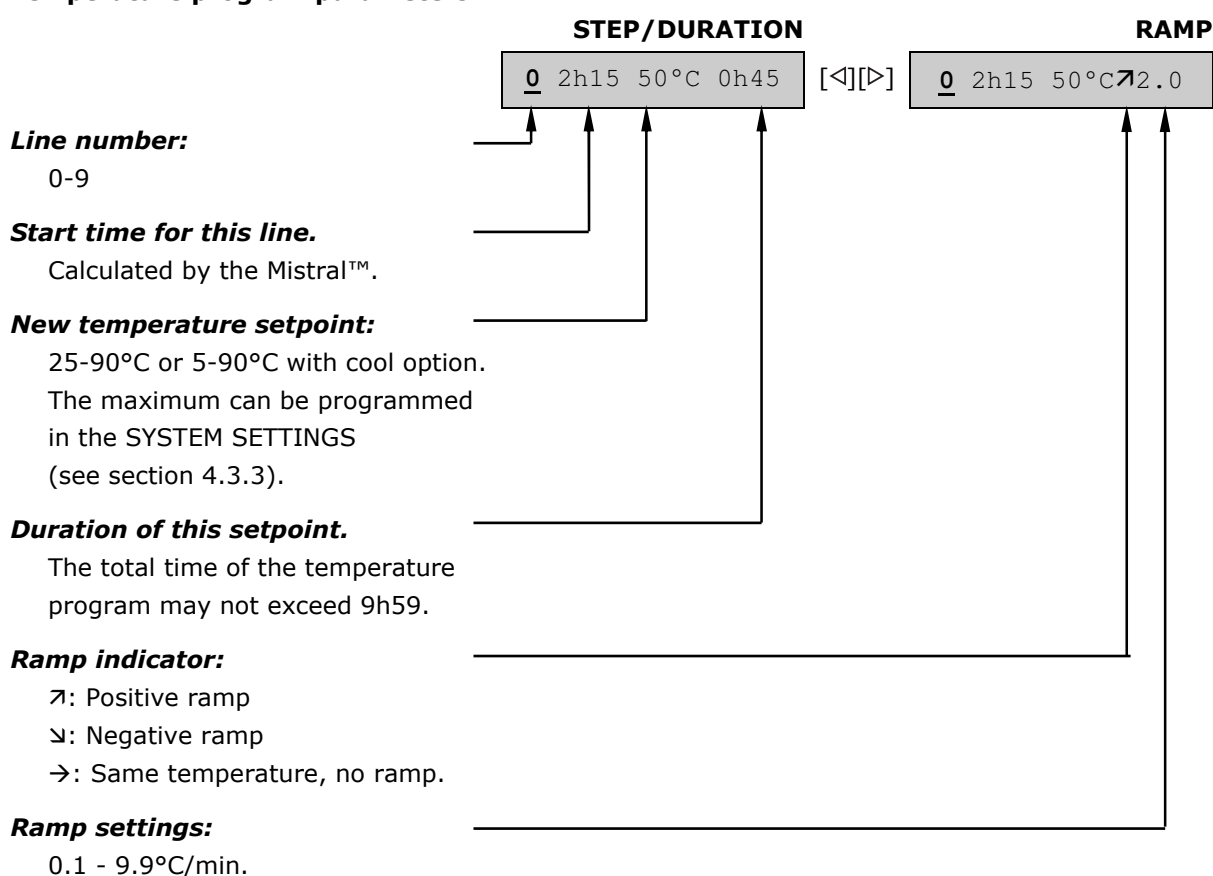 STEP/DURATION RAMP
0 2h15 50°C 0h45 [◁][▷] 0 2h15 50°C↗2.0
Line number:
0-9
Start time for this line.
Calculated by the Mistral™.
New temperature setpoint:
25-90°C or 5-90°C with cool option.
The maximum can be programmed
in the SYSTEM SETTINGS
(see section 4.3.3).
Duration of this setpoint.
The total time of the temperature
program may not exceed 9h59.
Ramp indicator:
↗: Positive ramp
↘: Negative ramp
→: Same temperature, no ramp.
Ramp settings:
0.1 - 9.9°C/min.